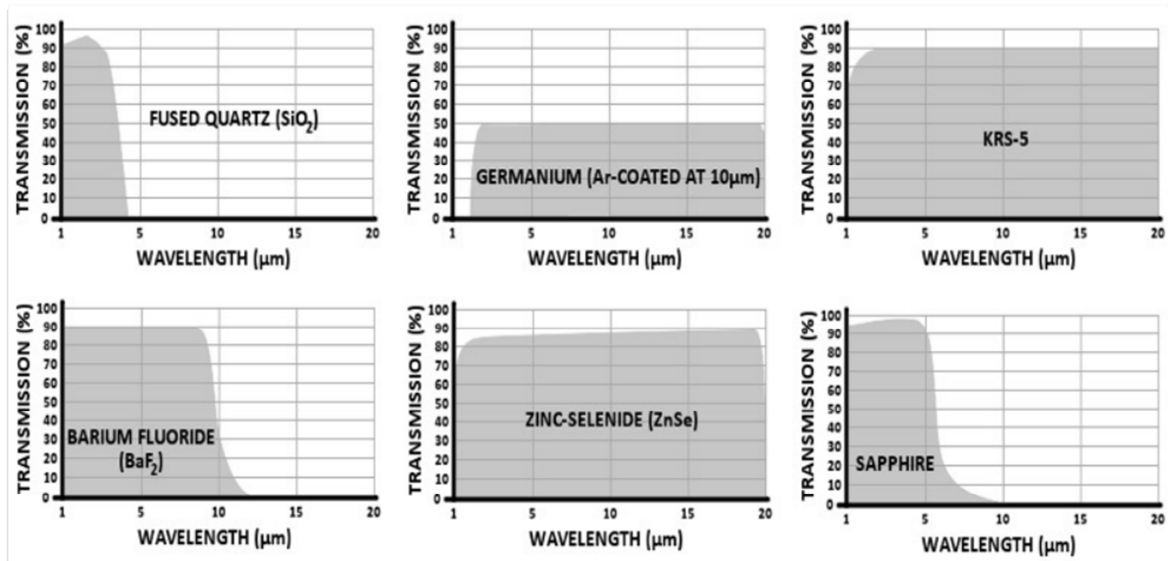 TRANSMISSION (%)
100
90
80
70
60
50
40
30
20
10
0
FUSED QUARTZ (SiO₂)
1 5 10 15 20
WAVELENGTH (µm)
TRANSMISSION (%)
100
90
80
70
60
50
40
30
20
10
0
GERMANIUM (Ar-COATED AT 10µm)
1 5 10 15 20
WAVELENGTH (µm)
TRANSMISSION (%)
100
90
80
70
60
50
40
30
20
10
0
KRS-5
1 5 10 15 20
WAVELENGTH (µm)
TRANSMISSION (%)
100
90
80
70
60
50
40
30
20
10
0
BARIUM FLUORIDE
(BaF₂)
1 5 10 15 20
WAVELENGTH (µm)
TRANSMISSION (%)
100
90
80
70
60
50
40
30
20
10
0
ZINC-SELENIDE (ZnSe)
1 5 10 15 20
WAVELENGTH (µm)
TRANSMISSION (%)
100
90
80
70
60
50
40
30
20
10
0
SAPPHIRE
1 5 10 15 20
WAVELENGTH (µm)